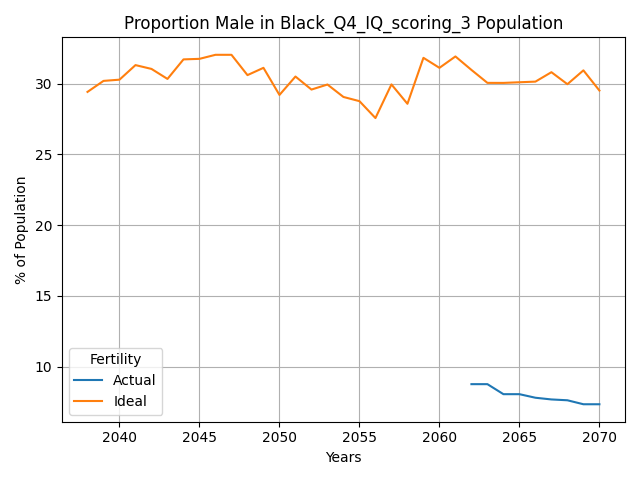 Proportion Male in Black_Q4_IQ_scoring_3 Population
% of Population
30
25
20
15
10
Fertility
Actual
Ideal
2040 2045 2050 2055 2060 2065 2070
Years